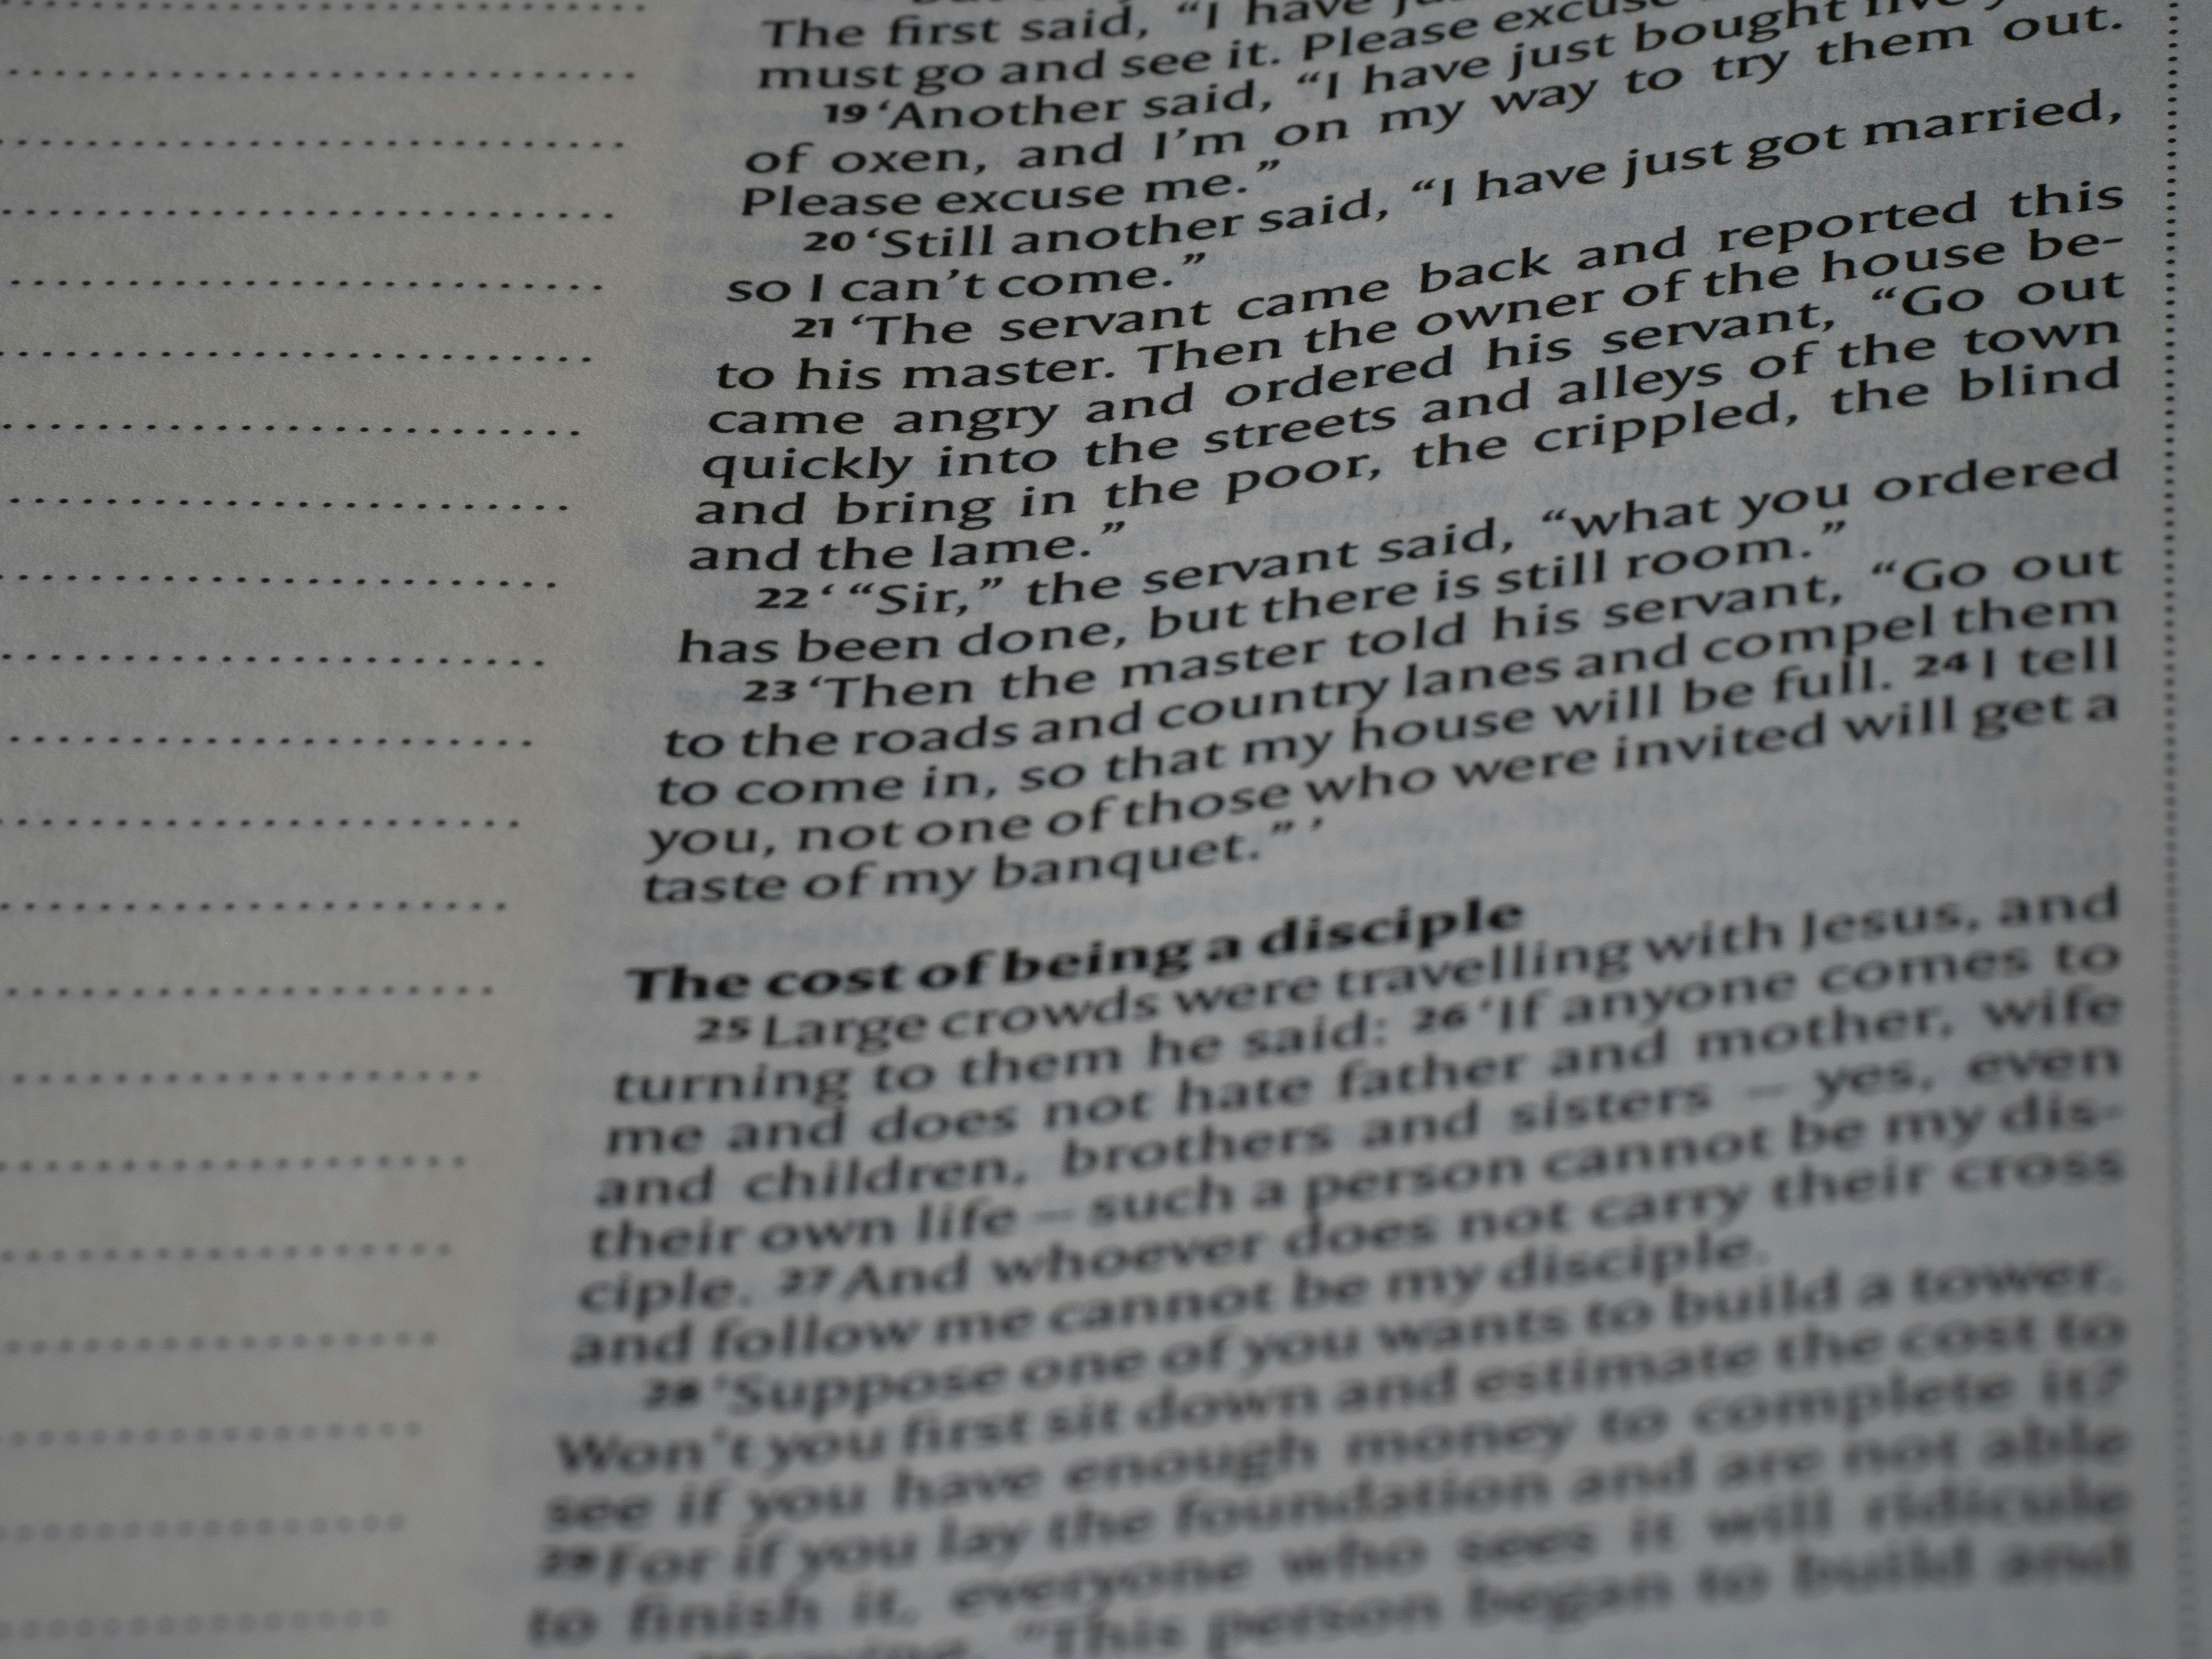 The first said, “I have
must go and see it. Please excuse
19 ‘Another said, “I have just bought
of oxen, and I’m on my way to try them out.
Please excuse me.”
20 ‘Still another said, “I have just got married,
so I can’t come.”
21 ‘The servant came back and reported this
to his master. Then the owner of the house be-
came angry and ordered his servant, “Go out
quickly into the streets and alleys of the town
and bring in the poor, the crippled, the blind
and the lame.”
22 ‘ “Sir,” the servant said, “what you ordered
has been done, but there is still room.”
23 ‘Then the master told his servant, “Go out
to the roads and country lanes and compel them
to come in, so that my house will be full. 24 I tell
you, not one of those who were invited will get a
taste of my banquet.” ’
The cost of being a disciple
25 Large crowds were travelling with Jesus, and
turning to them he said: 26 ‘If anyone comes to
me and does not hate father and mother, wife
and children, brothers and sisters – yes, even
their own life – such a person cannot be my dis-
ciple. 27 And whoever does not carry their cross
and follow me cannot be my disciple.
28 ‘Suppose one of you wants to build a tower.
Won’t you first sit down and estimate the cost to
see if you have enough money to complete it?
29 For if you lay the foundation and are not able
to finish it, everyone who sees it will ridicule
“This person began to build and